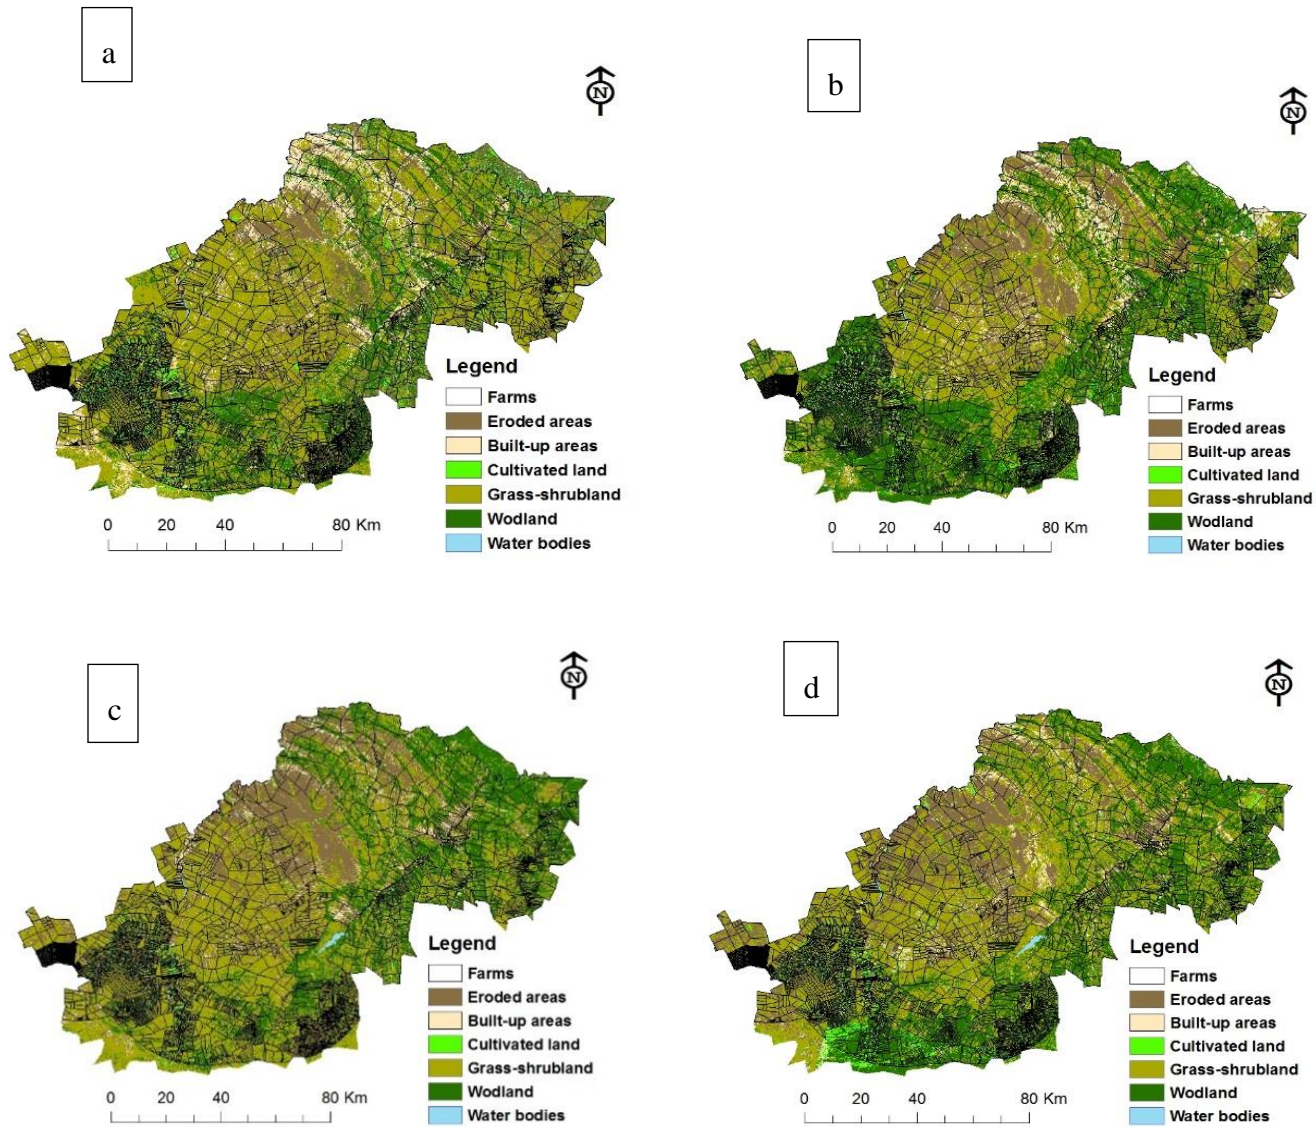 a
N
Legend
Farms
Eroded areas
Built-up areas
Cultivated land
Grass-shrubland
Wodland
Water bodies
0 20 40 80 Km
b
N
Legend
Farms
Eroded areas
Built-up areas
Cultivated land
Grass-shrubland
Wodland
Water bodies
0 20 40 80 Km
c
N
Legend
Farms
Eroded areas
Built-up areas
Cultivated land
Grass-shrubland
Wodland
Water bodies
0 20 40 80 Km
d
N
Legend
Farms
Eroded areas
Built-up areas
Cultivated land
Grass-shrubland
Wodland
Water bodies
0 20 40 80 Km